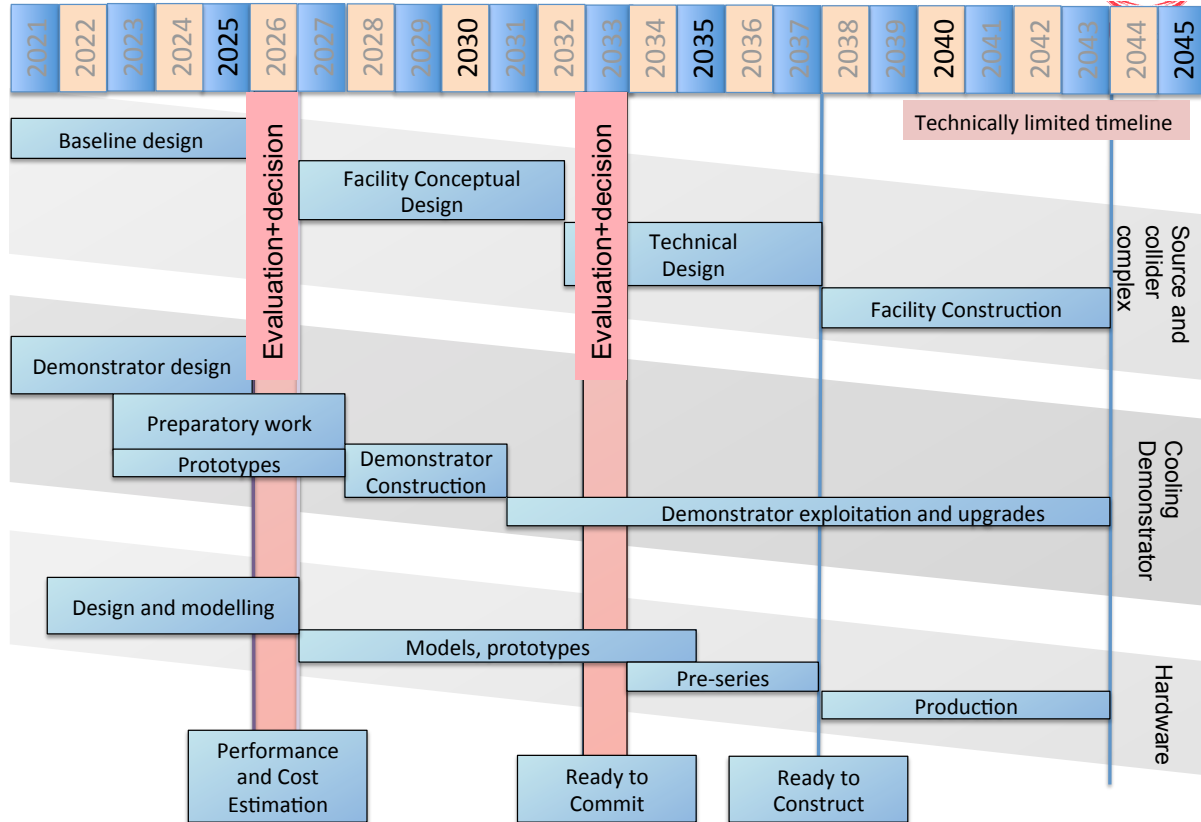 2021
2022
2023
2024
2025
2026
2027
2028
2029
2030
2031
2032
2033
2034
2035
2036
2037
2038
2039
2040
2041
2042
2043
2044
2045
Technically limited timeline
Baseline design
Evaluation+decision
Evaluation+decision
Facility Conceptual
Design
Technical
Design
Facility Construction
Source and
collider
complex
Demonstrator design
Preparatory work
Prototypes
Demonstrator
Construction
Demonstrator exploitation and upgrades
Cooling
Demonstrator
Design and modelling
Models, prototypes
Pre-series
Production
Hardware
Performance
and Cost
Estimation
Ready to
Commit
Ready to
Construct